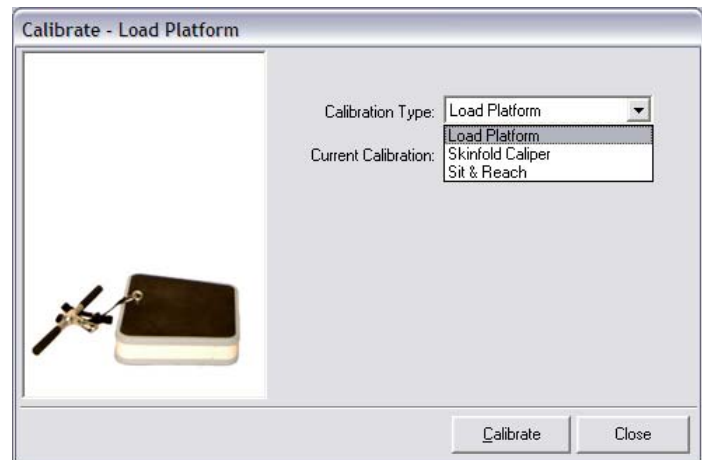 Calibrate - Load Platform
Calibration Type: Load Platform
Load Platform
Current Calibration: Skinfold Caliper
Sit & Reach
Calibrate Close